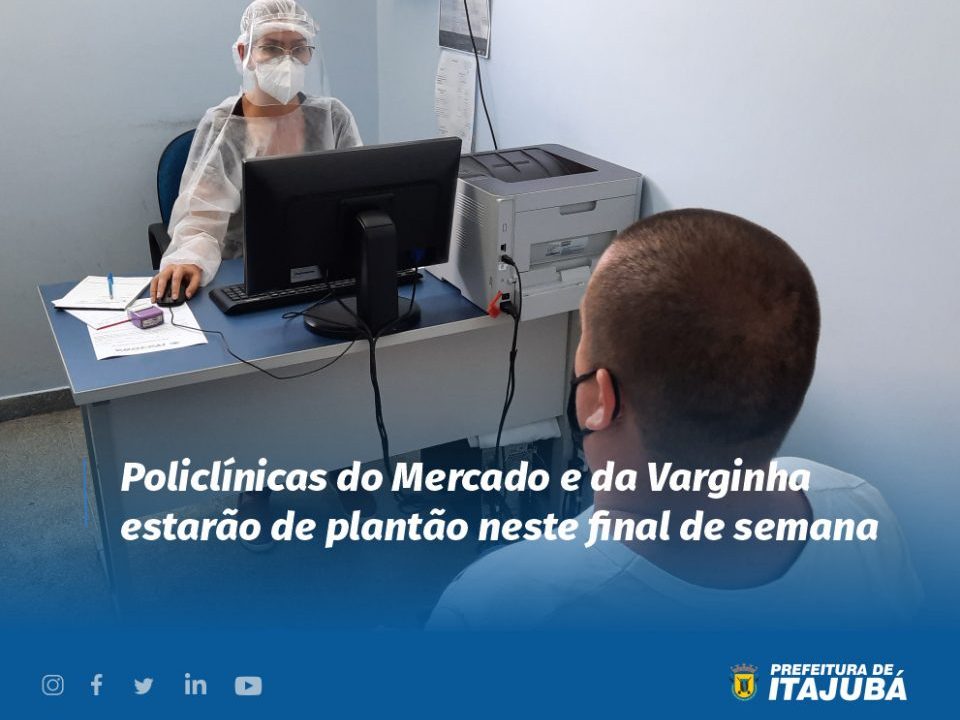 Policlínicas do Mercado e da Varginha
estarão de plantão neste final de semana
PREFEITURA DE
ITAJUBÁ